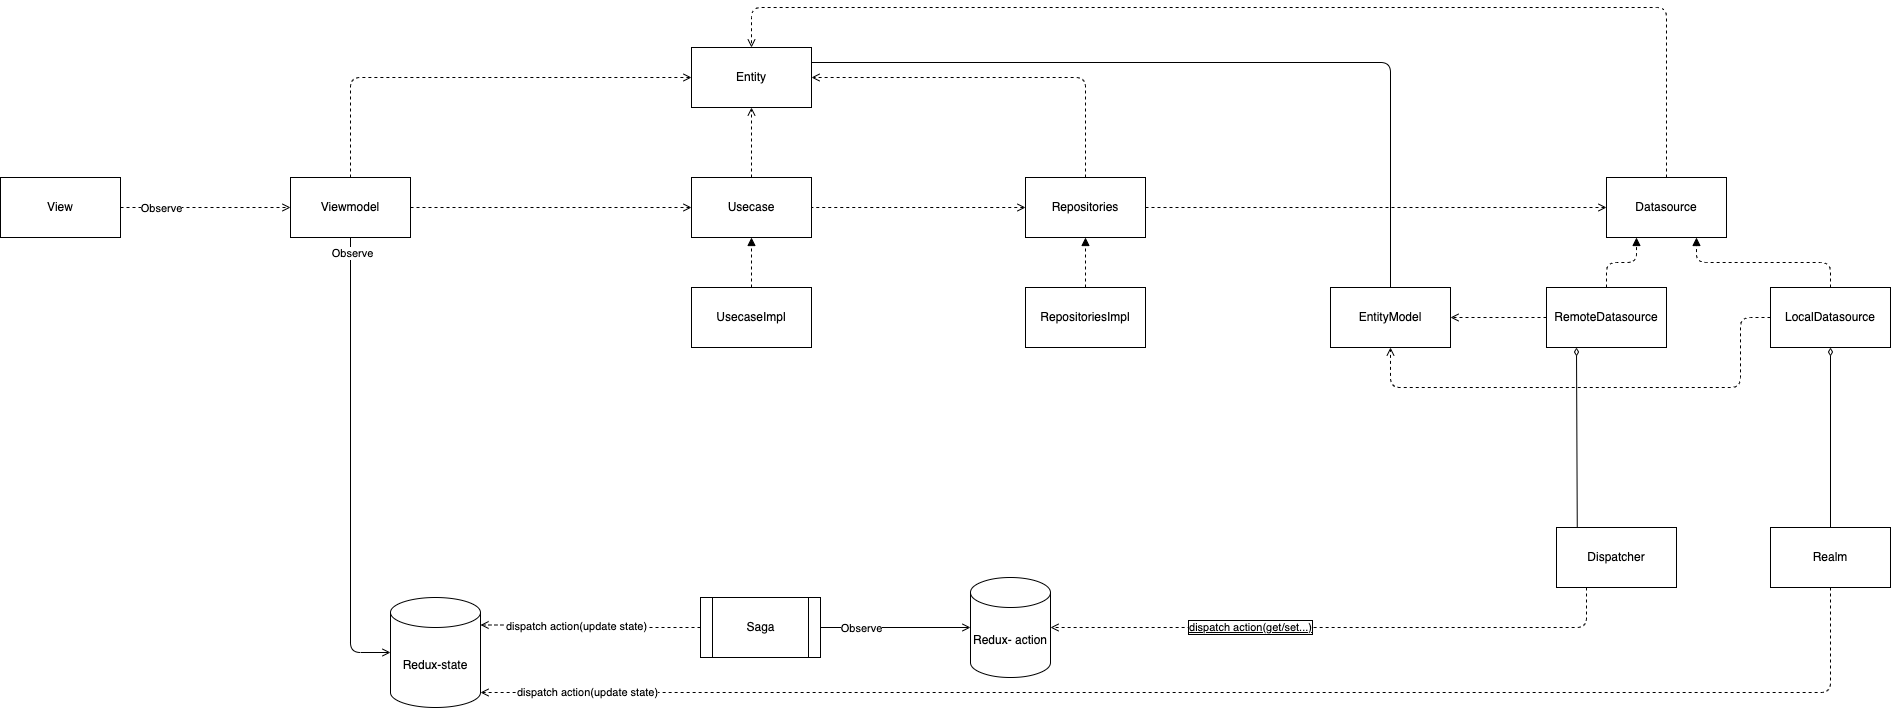 Entity
View
Observe
Viewmodel
Usecase
Repositories
Datasource
Observe
UsecaseImpl
RepositoriesImpl
EntityModel
RemoteDatasource
LocalDatasource
Dispatcher
Realm
Redux-state
dispatch action(update state)
Saga
Observe
Redux- action
dispatch action(get/set...)
dispatch action(update state)